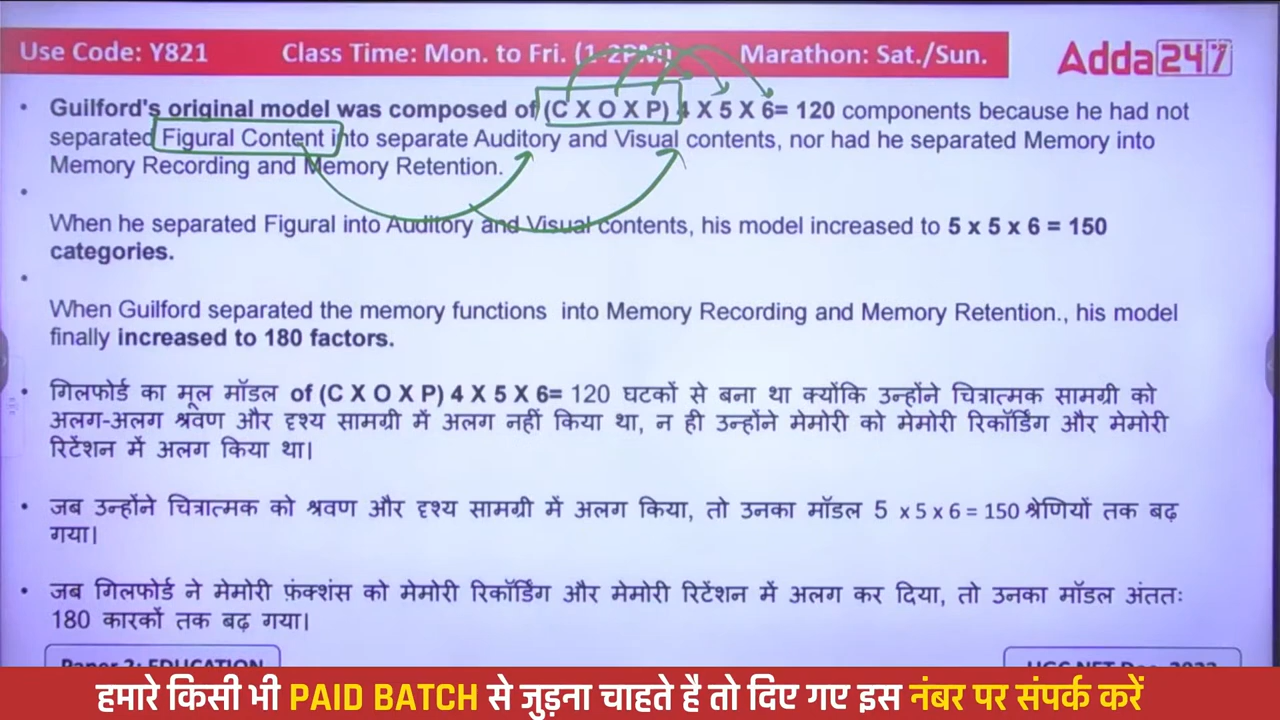 Use Code: Y821 Class Time: Mon. to Fri. (1-2PM) Marathon: Sat./Sun.
Adda247
• Guilford's original model was composed of (C X O X P) 4 X 5 X 6= 120 components because he had not
separated Figural Content into separate Auditory and Visual contents, nor had he separated Memory into
Memory Recording and Memory Retention.
•
When he separated Figural into Auditory and Visual contents, his model increased to 5 x 5 x 6 = 150
categories.
•
When Guilford separated the memory functions into Memory Recording and Memory Retention., his model
finally increased to 180 factors.
• गिलफोर्ड का मूल मॉडल of (C X O X P) 4 X 5 X 6= 120 घटकों से बना था क्योंकि उन्होंने चित्रात्मक सामग्री को
अलग-अलग श्रवण और दृश्य सामग्री में अलग नहीं किया था, न ही उन्होंने मेमोरी को मेमोरी रिकॉर्डिंग और मेमोरी
रिटेंशन में अलग किया था।
• जब उन्होंने चित्रात्मक को श्रवण और दृश्य सामग्री में अलग किया, तो उनका मॉडल 5 x 5 x 6 = 150 श्रेणियों तक बढ़
गया।
• जब गिलफोर्ड ने मेमोरी फ़ंक्शंस को मेमोरी रिकॉर्डिंग और मेमोरी रिटेंशन में अलग कर दिया, तो उनका मॉडल अंततः
180 कारकों तक बढ़ गया।
Paper 2: EDUCATION UGC NET Dec. 2022
हमारे किसी भी PAID BATCH से जुड़ना चाहते है तो दिए गए इस नंबर पर संपर्क करें